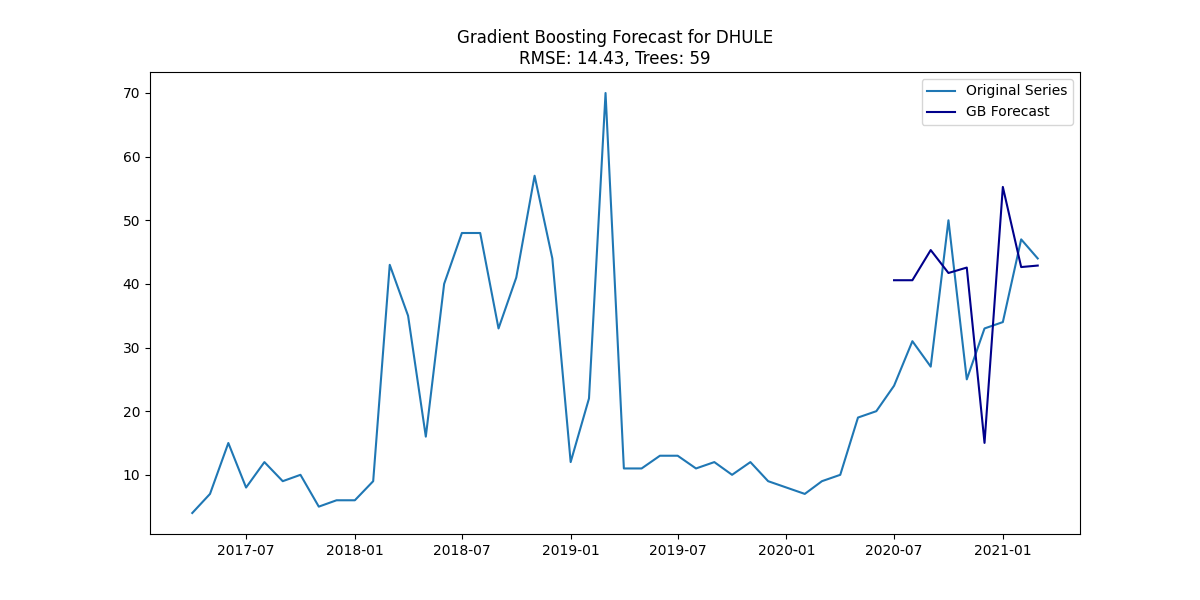 Gradient Boosting Forecast for DHULE
RMSE: 14.43, Trees: 59
Original Series
GB Forecast
70
60
50
40
30
20
10
2017-07 2018-01 2018-07 2019-01 2019-07 2020-01 2020-07 2021-01